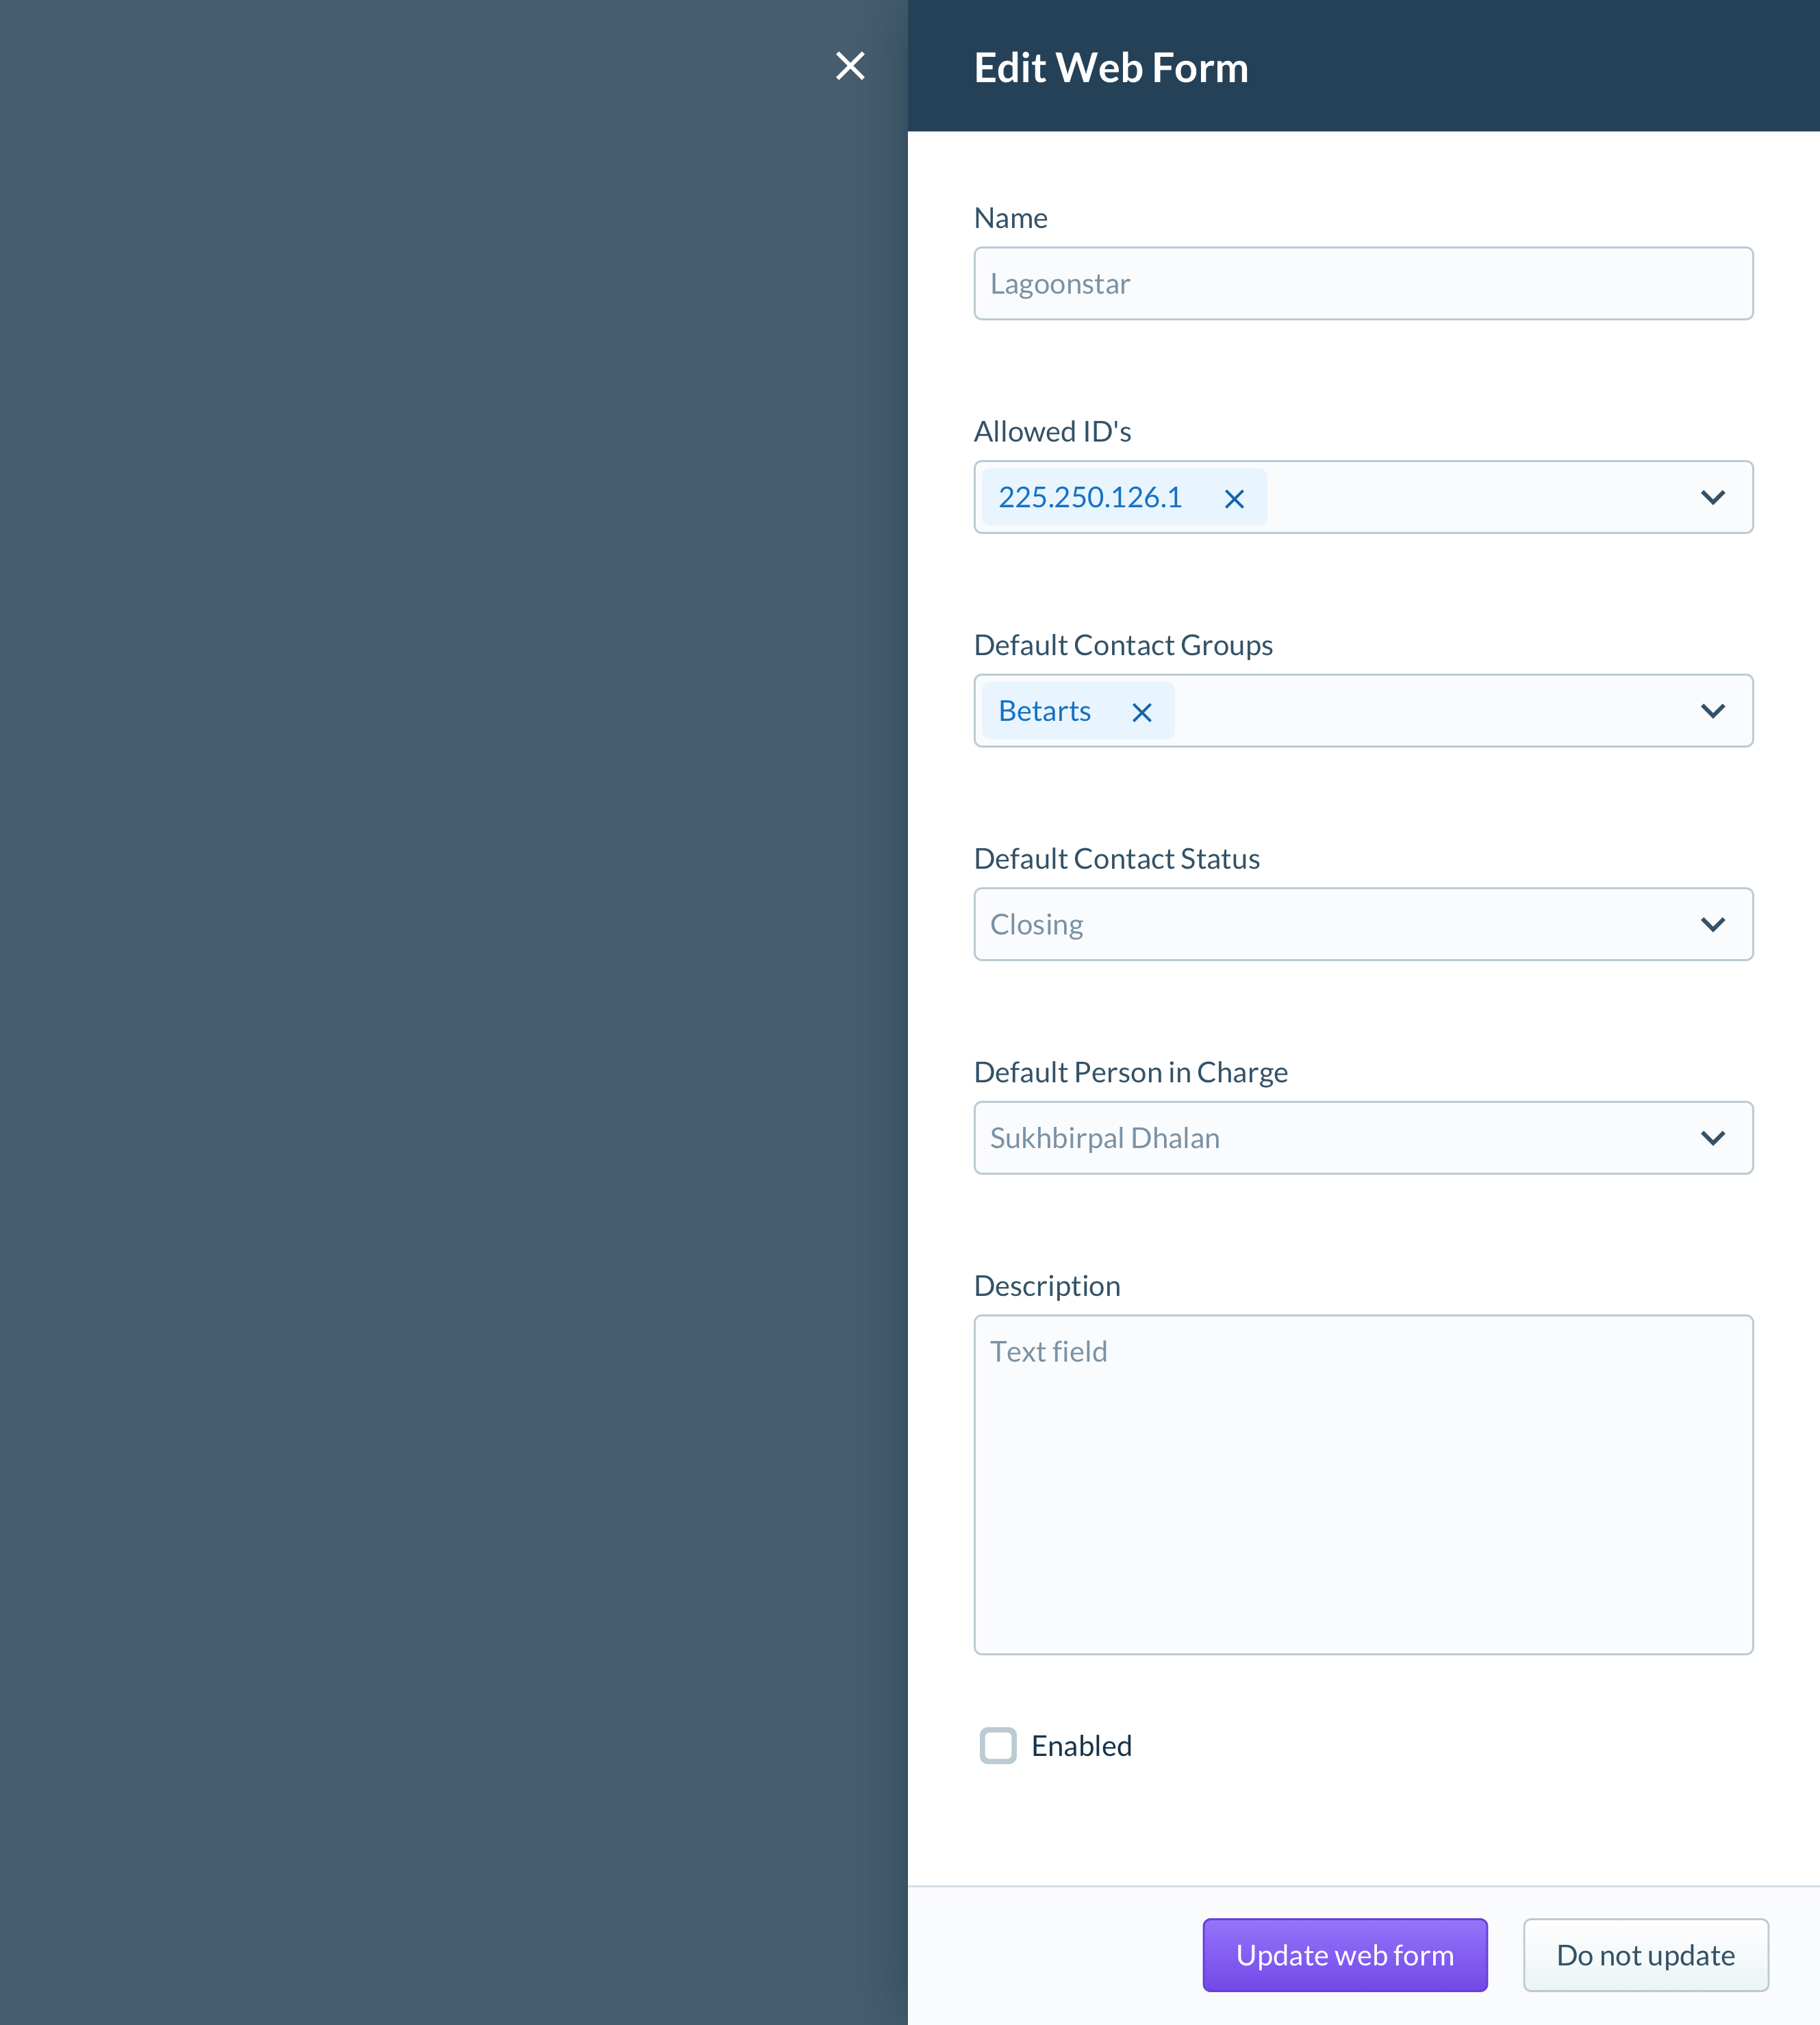 Edit Web Form
Name
Lagoonstar
Allowed ID's
225.250.126.1
Default Contact Groups
Betarts
Default Contact Status
Closing
Default Person in Charge
Sukhbirpal Dhalan
Description
Text field
Enabled
Update web form
Do not update